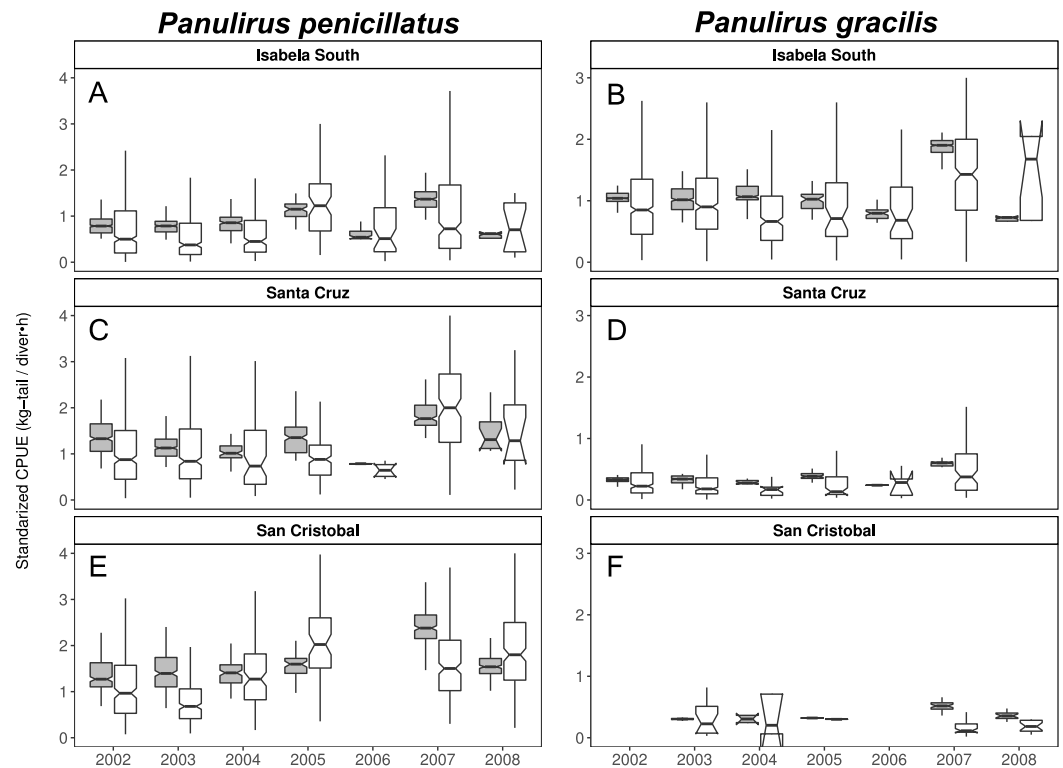 Panulirus penicillatus
Panulirus gracilis
Isabela South
Isabela South
A
B
4
3
2
1
0
3
2
1
0
Santa Cruz
Santa Cruz
C
D
4
3
2
1
0
3
2
1
0
Standarized CPUE (kg–tail / diver•h)
San Cristobal
San Cristobal
E
F
4
3
2
1
0
3
2
1
0
2002 2003 2004 2005 2006 2007 2008
2002 2003 2004 2005 2006 2007 2008